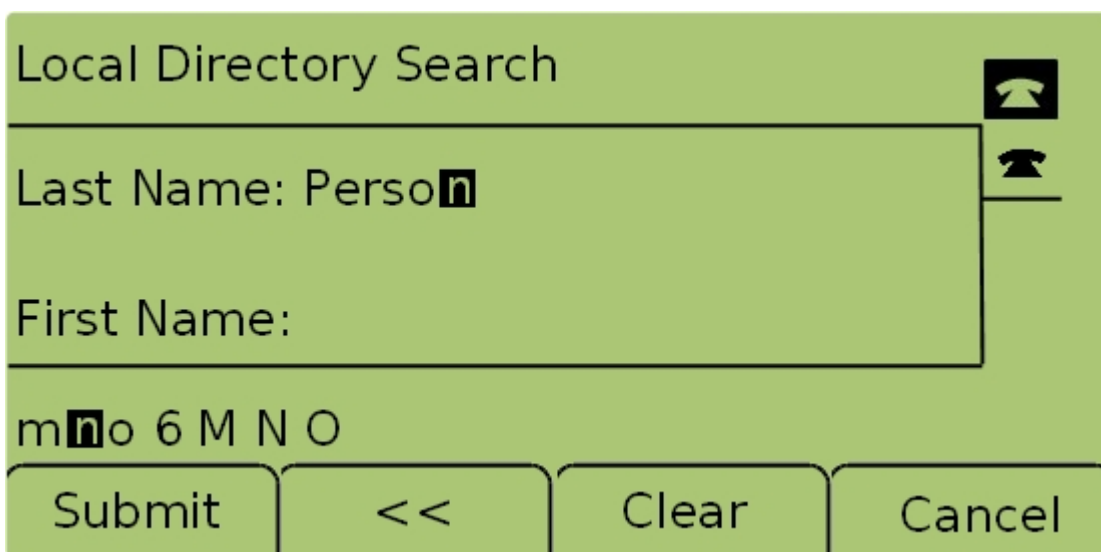 Local Directory Search
Last Name: Person
First Name:
mno 6 M N O
Submit << Clear Cancel